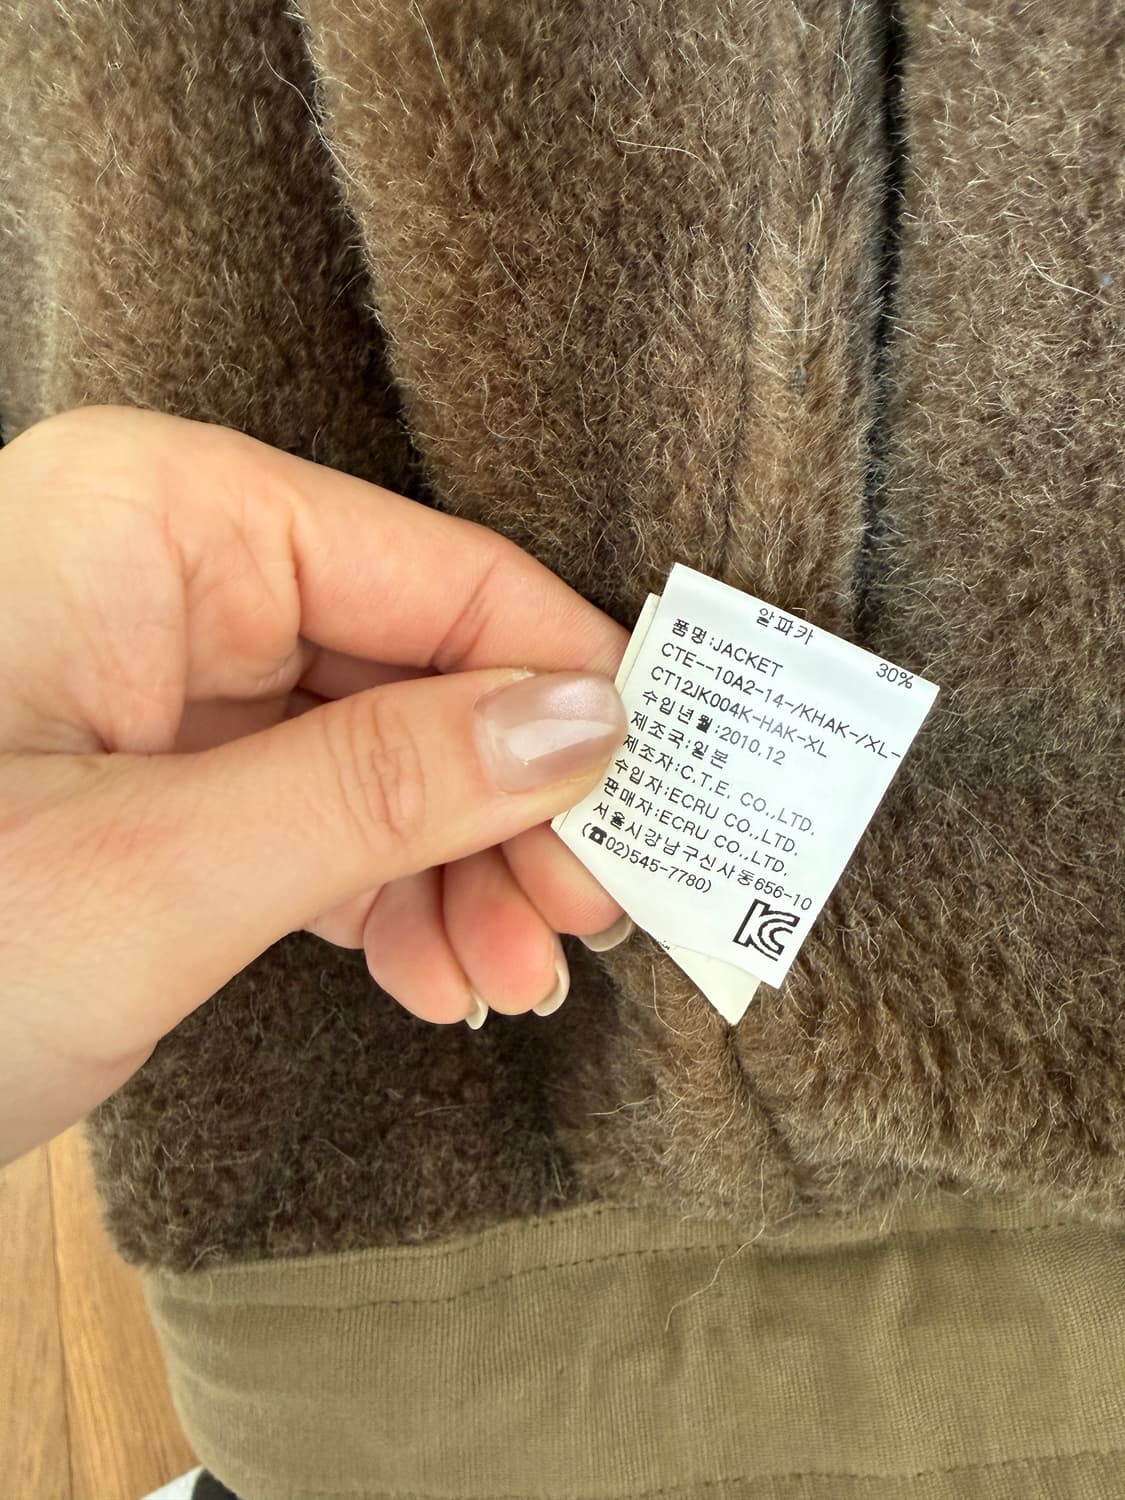 알파카 30%
품명:JACKET
CTE--10A2-14-/KHAK-/XL-
CT12JK004K-HAK-XL
수입년월:2010.12
제조국:일본
제조자:C.T.E. CO.,LTD.
수입자:ECRU CO.,LTD.
판매자:ECRU CO.,LTD.
서울시강남구신사동656-10
(☎02)545-7780)
KC